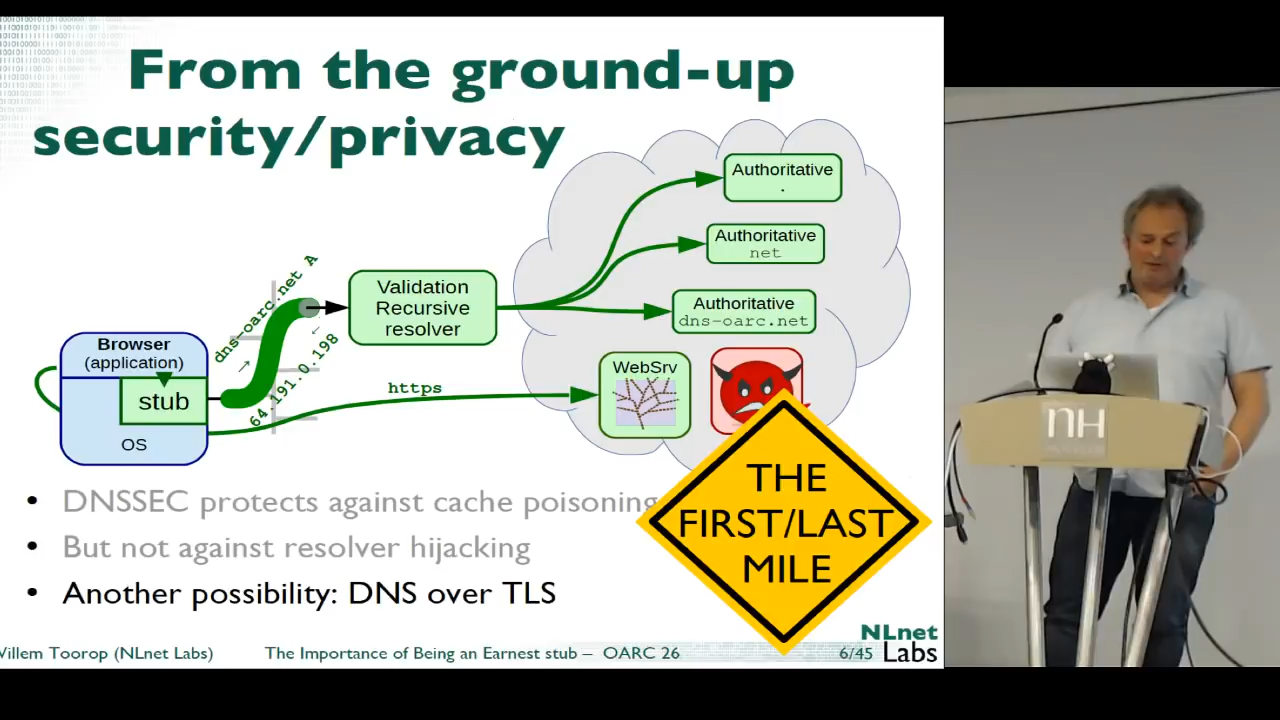 From the ground-up
security/privacy
Authoritative
.
Authoritative
net
Authoritative
dns-oarc.net
dns-oarc.net A
→
←
64.191.0.198
Validation
Recursive
resolver
Browser
(application)
stub
OS
https
WebSrv
THE
FIRST/LAST
MILE
• DNSSEC protects against cache poisoning
• But not against resolver hijacking
• Another possibility: DNS over TLS
Willem Toorop (NLnet Labs)
The Importance of Being an Earnest stub – OARC 26
6/45
NLnet
Labs
NH